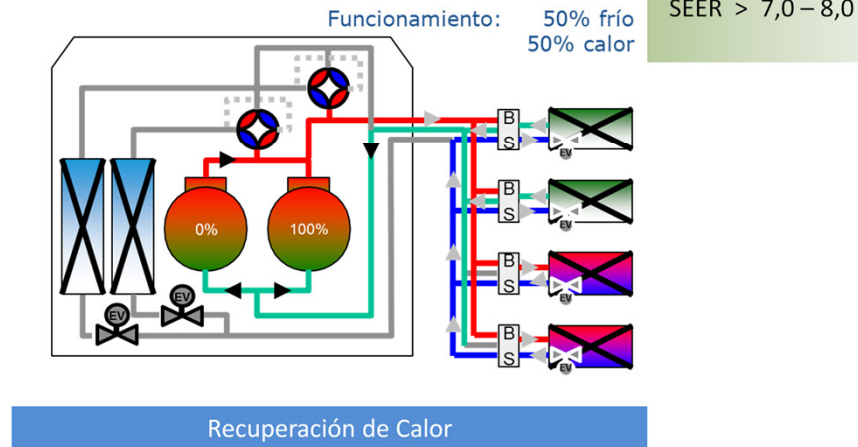 Funcionamiento: 50% frío
50% calor
SEER > 7,0 – 8,0
B
S
EV
B
S
EV
0%
100%
B
S
EV
EV
EV
B
S
EV
Recuperación de Calor